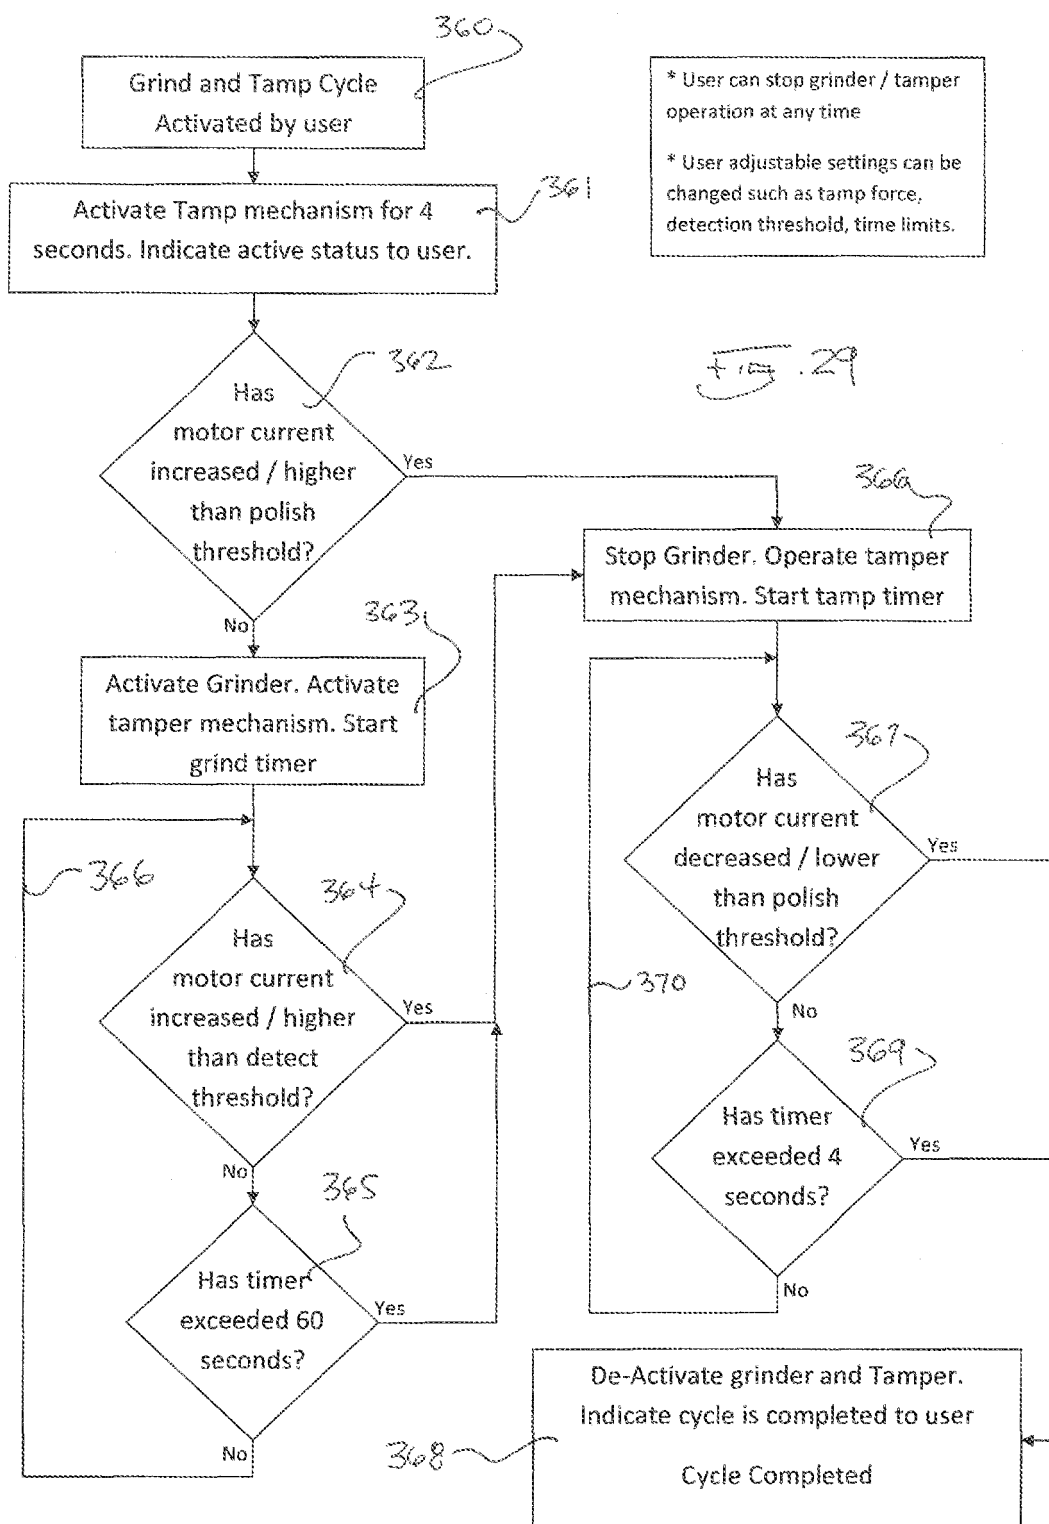 360
Grind and Tamp Cycle
Activated by user
* User can stop grinder / tamper
operation at any time
* User adjustable settings can be
changed such as tamp force,
detection threshold, time limits.
361
Activate Tamp mechanism for 4
seconds. Indicate active status to user.
Fig. 29
362
Has
motor current
increased / higher
than polish
threshold?
Yes
No
363
Activate Grinder. Activate
tamper mechanism. Start
grind timer
366
364
Has
motor current
increased / higher
than detect
threshold?
Yes
No
365
Has timer
exceeded 60
seconds?
Yes
No
366a
Stop Grinder. Operate tamper
mechanism. Start tamp timer
367
Has
motor current
decreased / lower
than polish
threshold?
Yes
No
370
369
Has timer
exceeded 4
seconds?
Yes
No
De-Activate grinder and Tamper.
Indicate cycle is completed to user
368
Cycle Completed